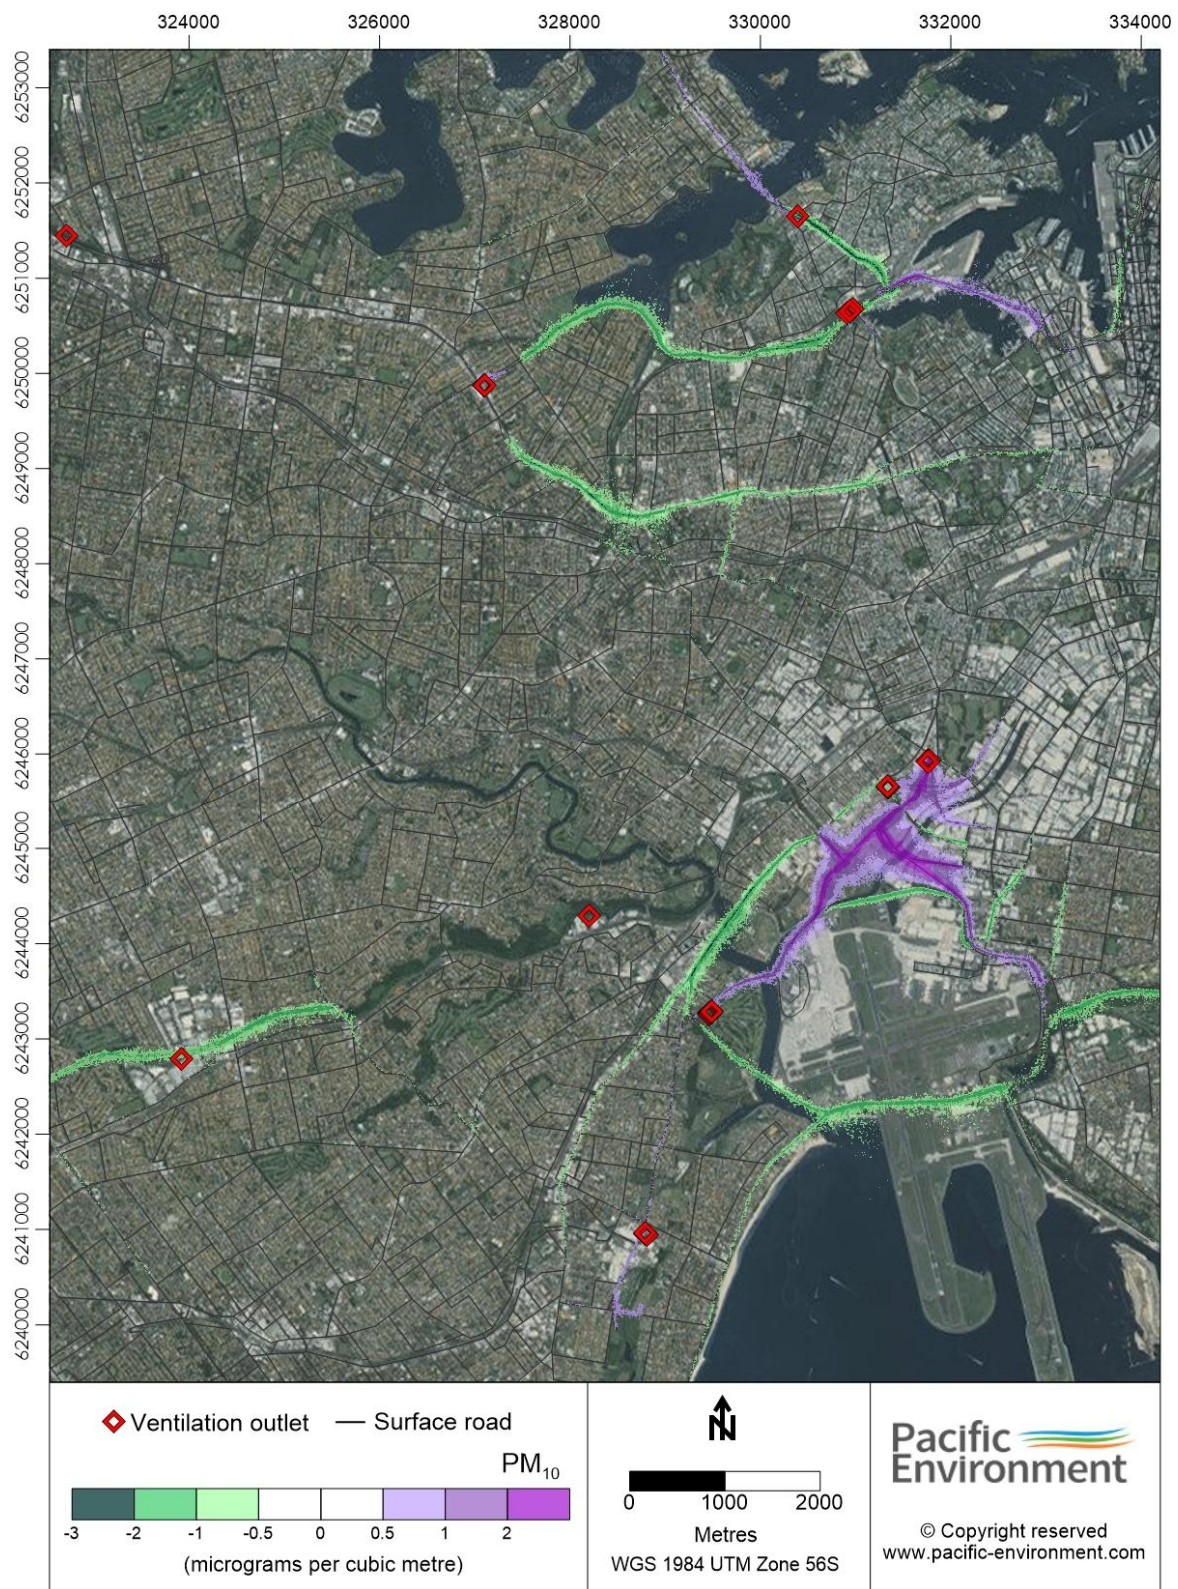 324000 326000 328000 330000 332000 334000
6253000
6252000
6251000
6250000
6249000
6248000
6247000
6246000
6245000
6244000
6243000
6242000
6241000
6240000
Ventilation outlet
Surface road
PM₁₀
-3 -2 -1 -0.5 0 0.5 1 2
(micrograms per cubic metre)
N
0 1000 2000
Metres
WGS 1984 UTM Zone 56S
Pacific
Environment
© Copyright reserved
www.pacific-environment.com